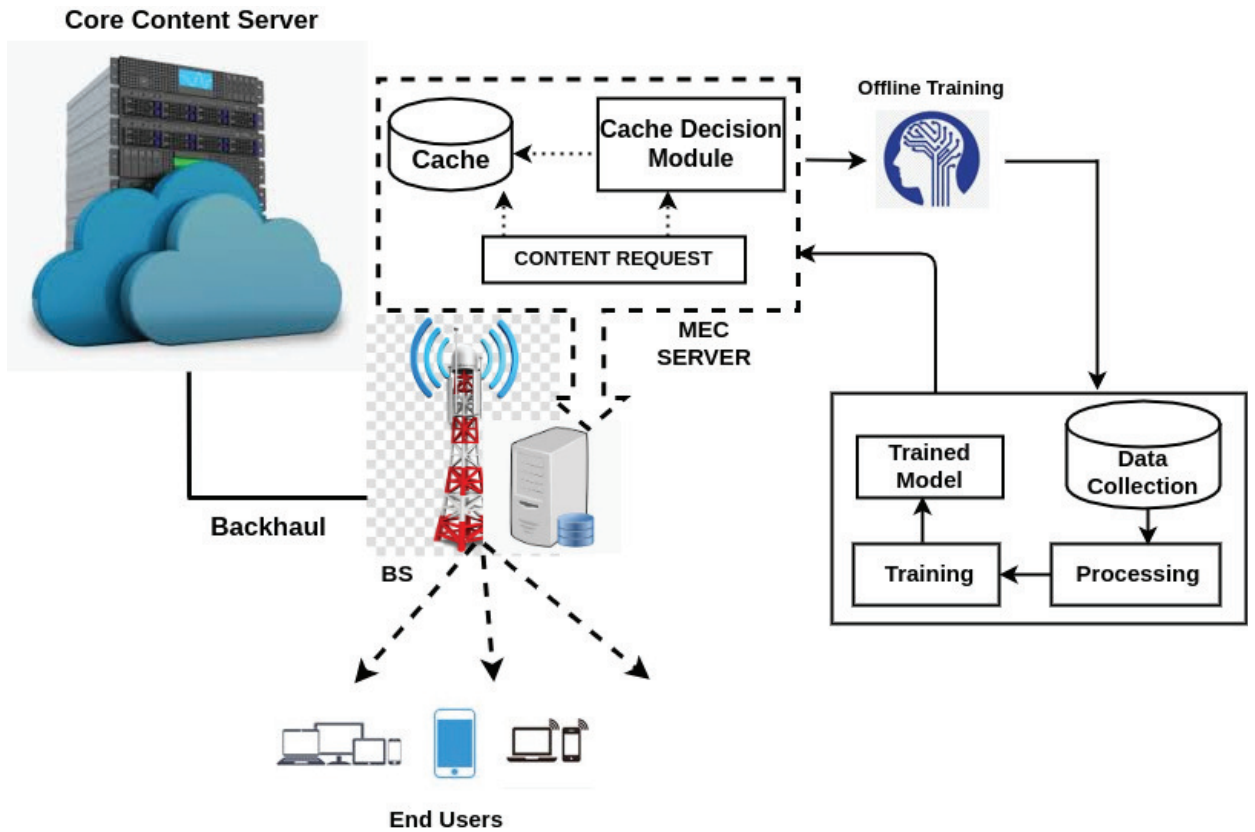 Core Content Server
Offline Training
Cache
Cache Decision
Module
CONTENT REQUEST
MEC
SERVER
Backhaul
BS
Trained
Model
Data
Collection
Training
Processing
End Users